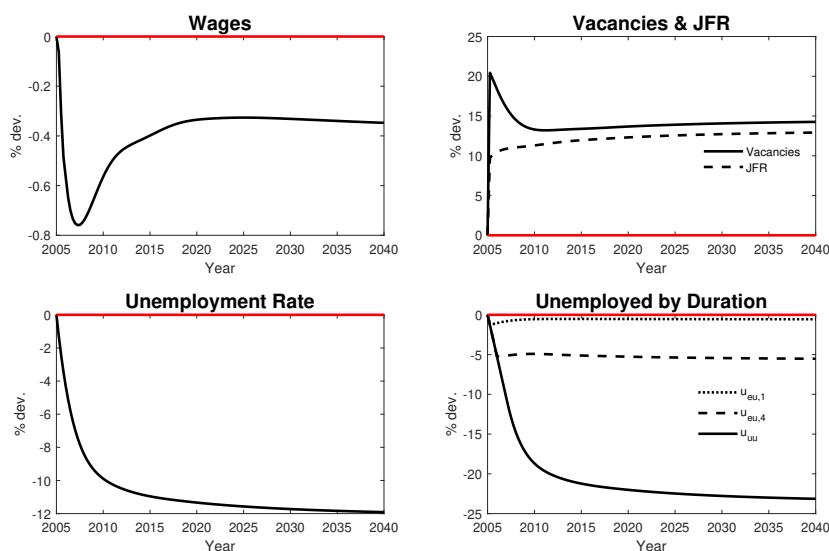 Wages
0
-0.2
-0.4
-0.6
-0.8
% dev.
2005 2010 2015 2020 2025 2030 2035 2040
Year
Vacancies & JFR
25
20
15
10
5
0
% dev.
Vacancies
JFR
2005 2010 2015 2020 2025 2030 2035 2040
Year
Unemployment Rate
0
-2
-4
-6
-8
-10
-12
% dev.
2005 2010 2015 2020 2025 2030 2035 2040
Year
Unemployed by Duration
0
-5
-10
-15
-20
-25
% dev.
u_eu,1
u_eu,4
u_uu
2005 2010 2015 2020 2025 2030 2035 2040
Year